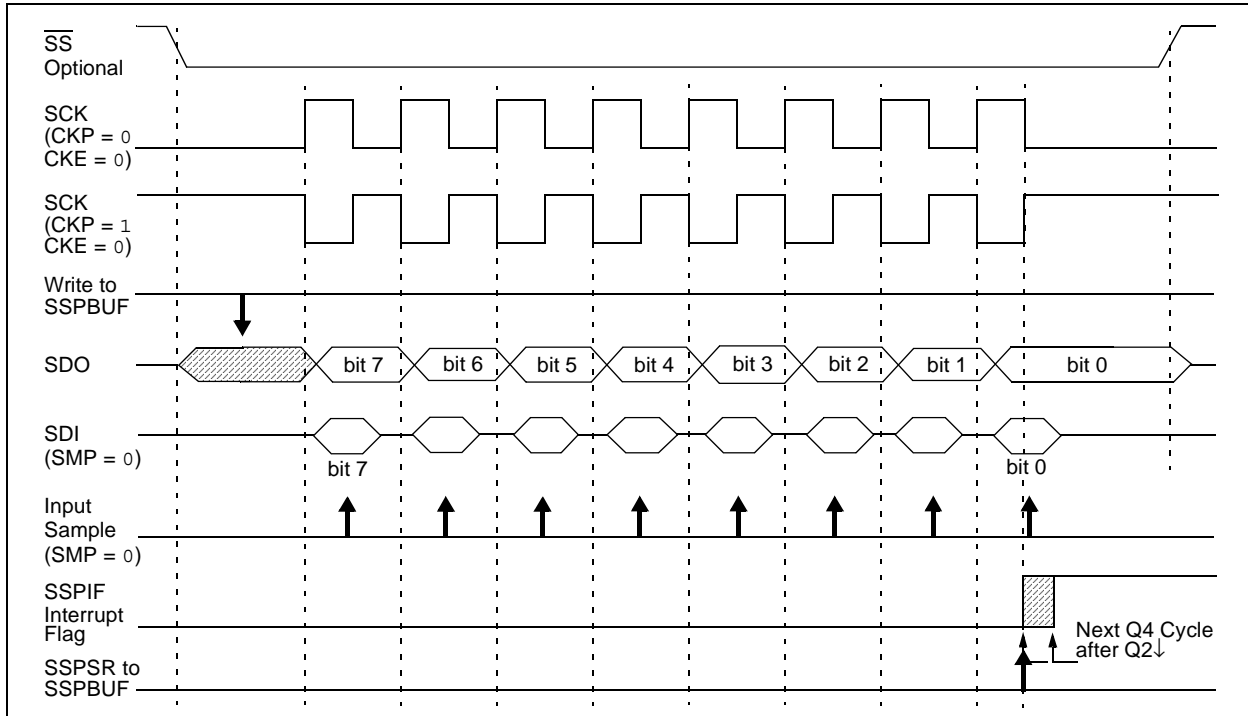 SS
Optional
SCK
(CKP = 0
CKE = 0)
SCK
(CKP = 1
CKE = 0)
Write to
SSPBUF
SDO
bit 7
bit 6
bit 5
bit 4
bit 3
bit 2
bit 1
bit 0
SDI
(SMP = 0)
bit 7
bit 0
Input
Sample
(SMP = 0)
SSPIF
Interrupt
Flag
Next Q4 Cycle
after Q2↓
SSPSR to
SSPBUF